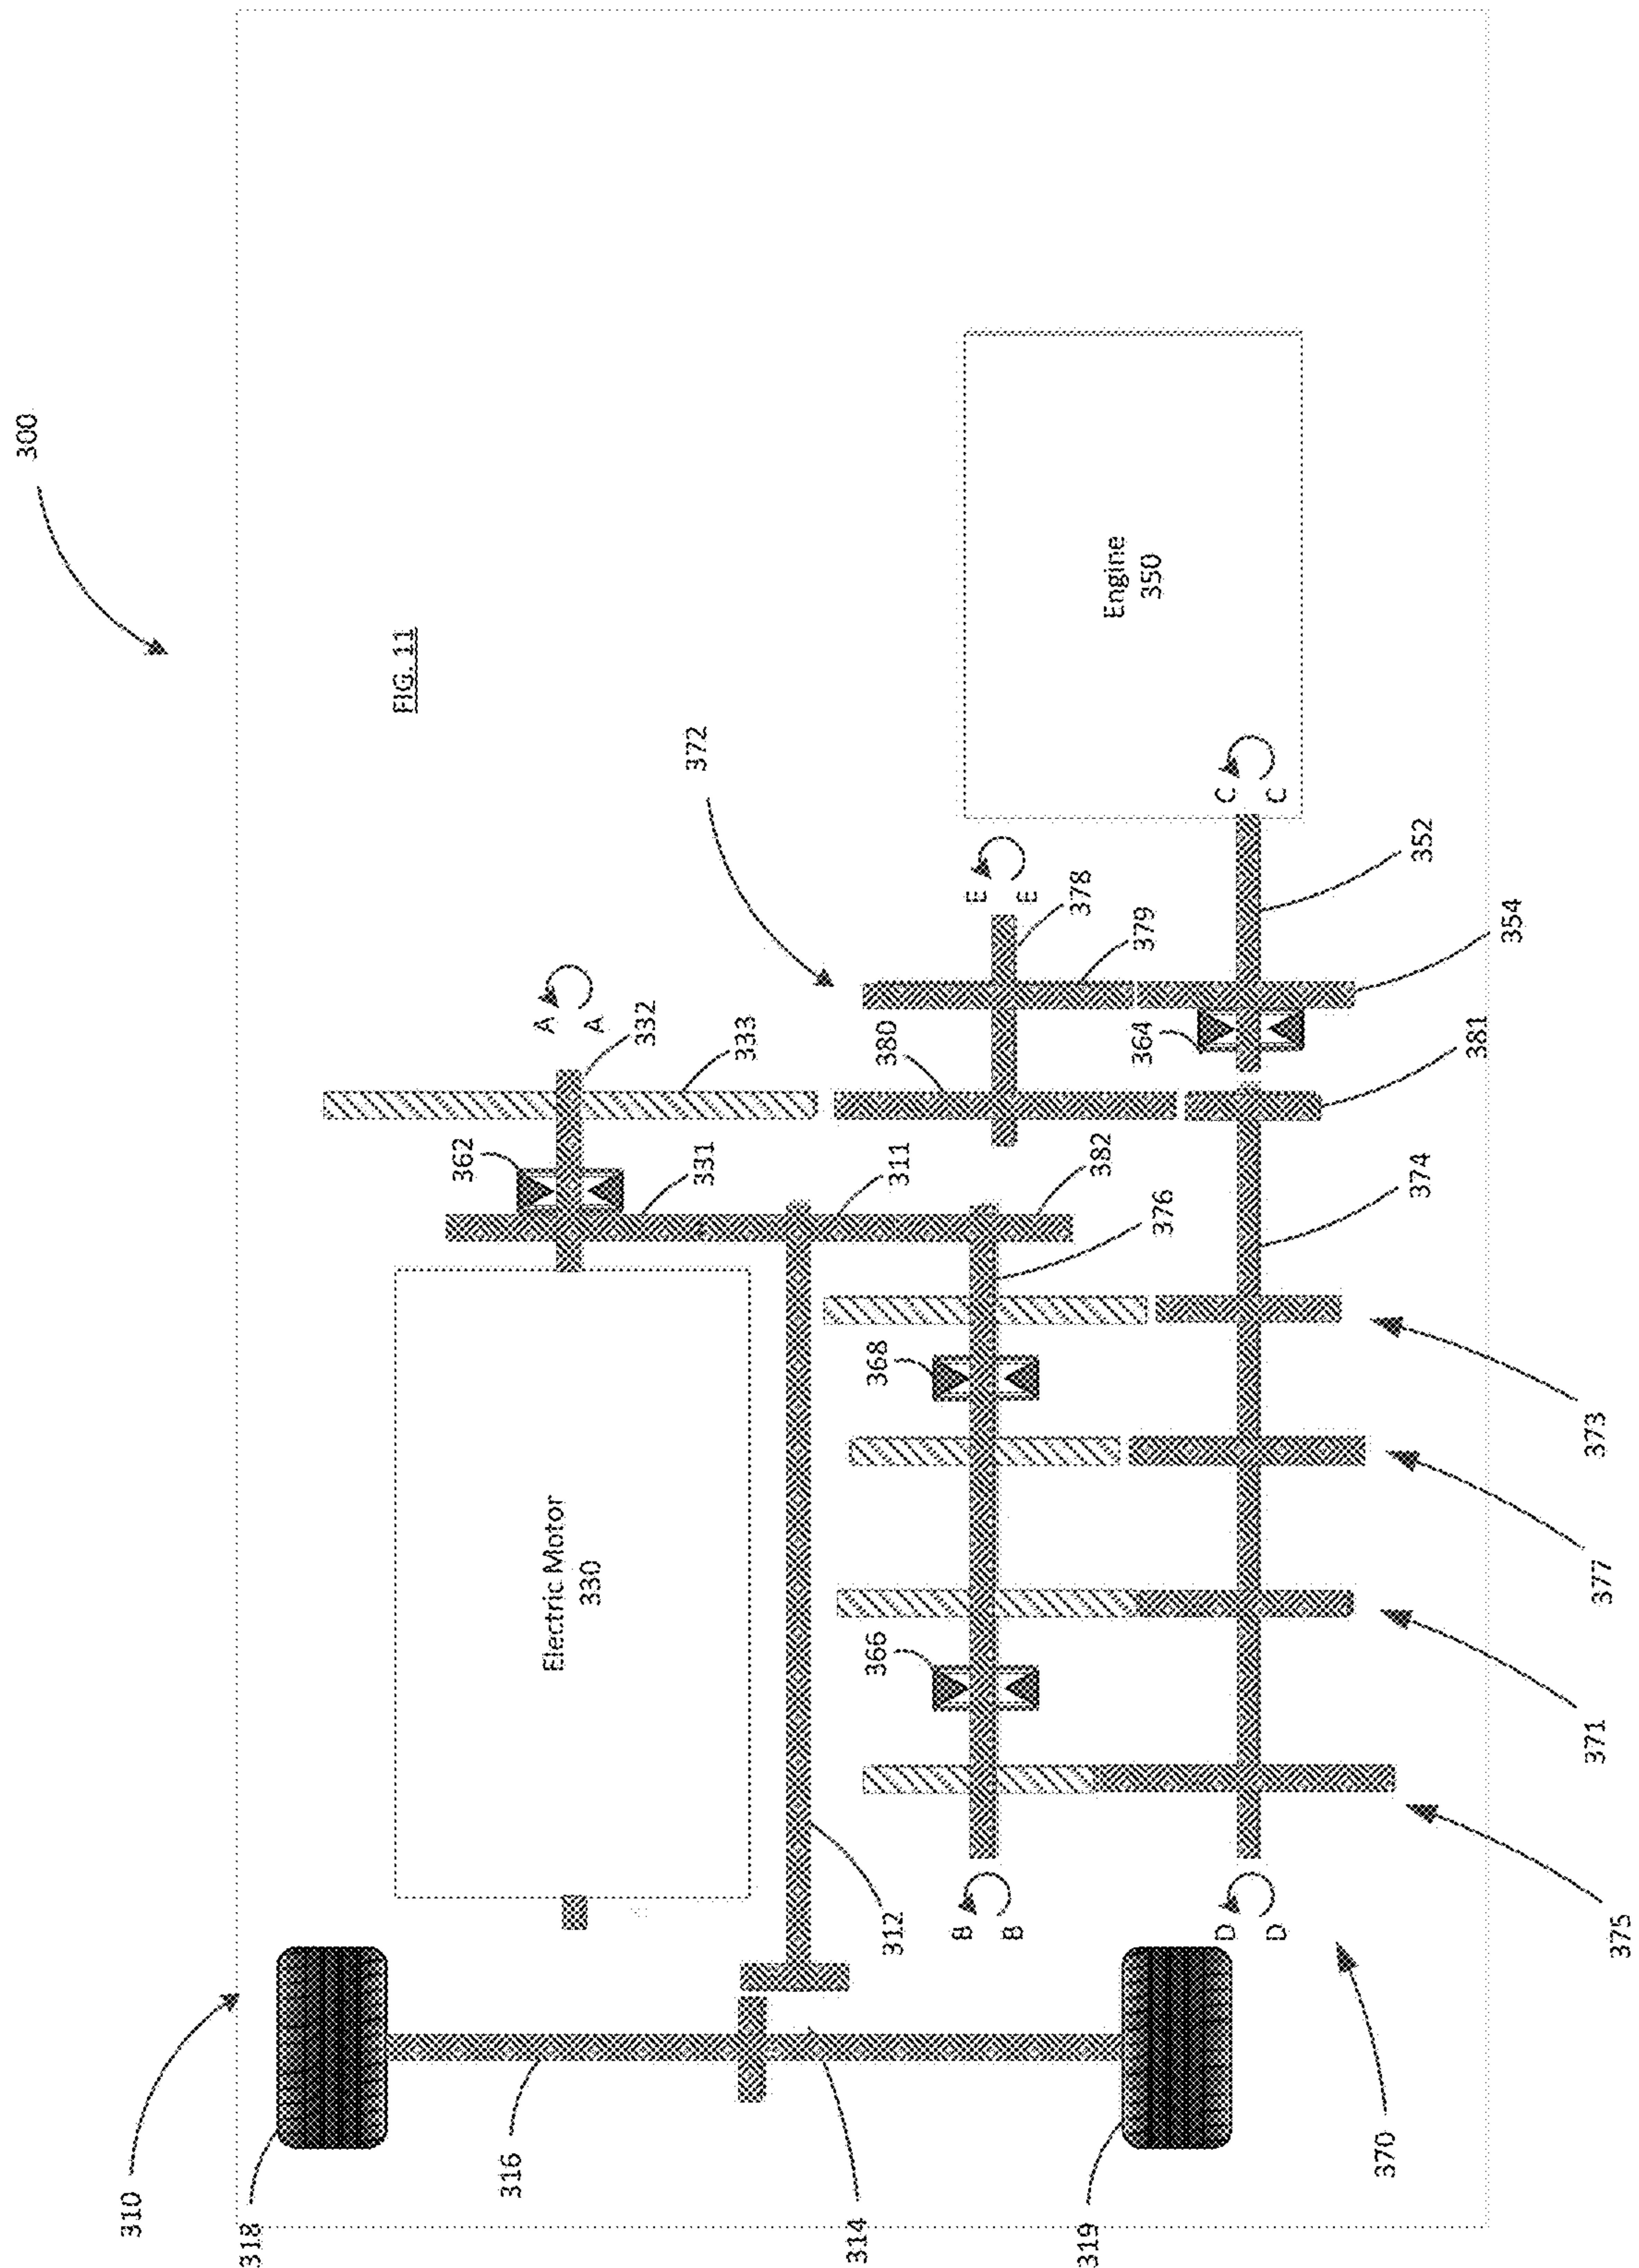 300
FIG. 11
372
Engine
350
C
C
352
354
E
E
378
379
380
364
381
A
A
332
333
362
331
311
382
376
374
368
373
377
Electric Motor
330
366
371
375
312
B
B
D
D
310
318
316
314
319
370